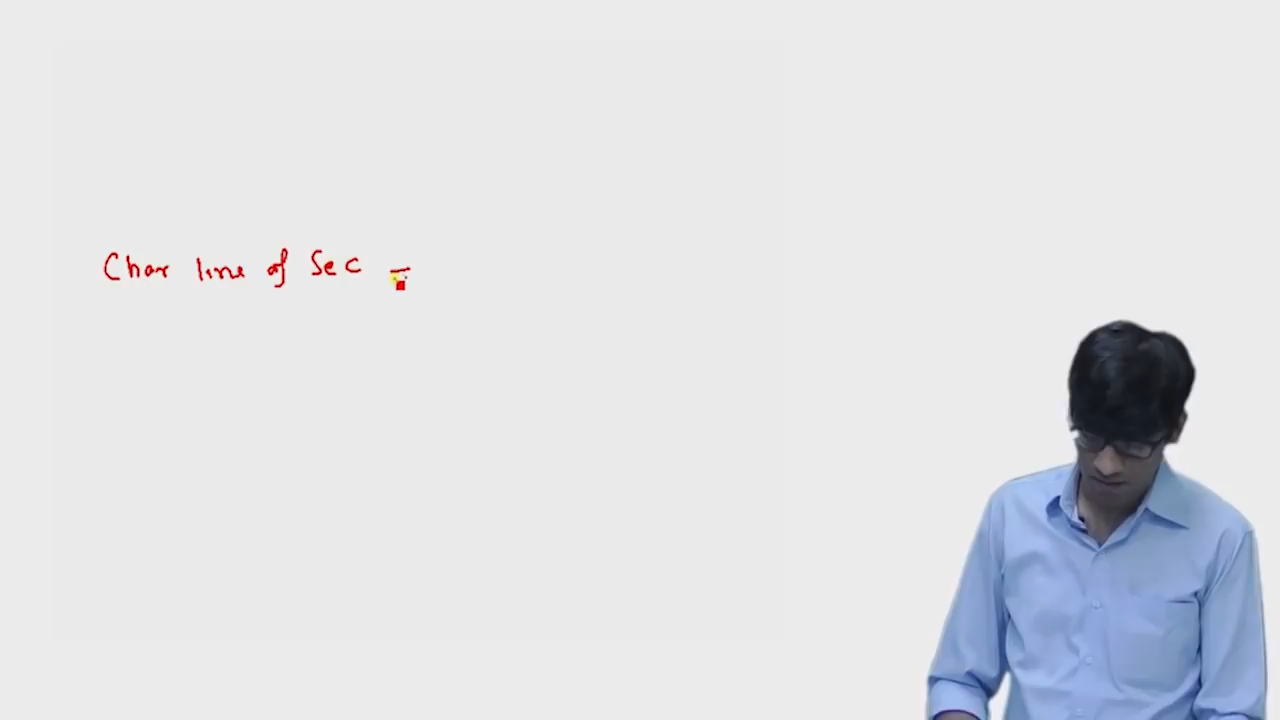 Char line of Sec =